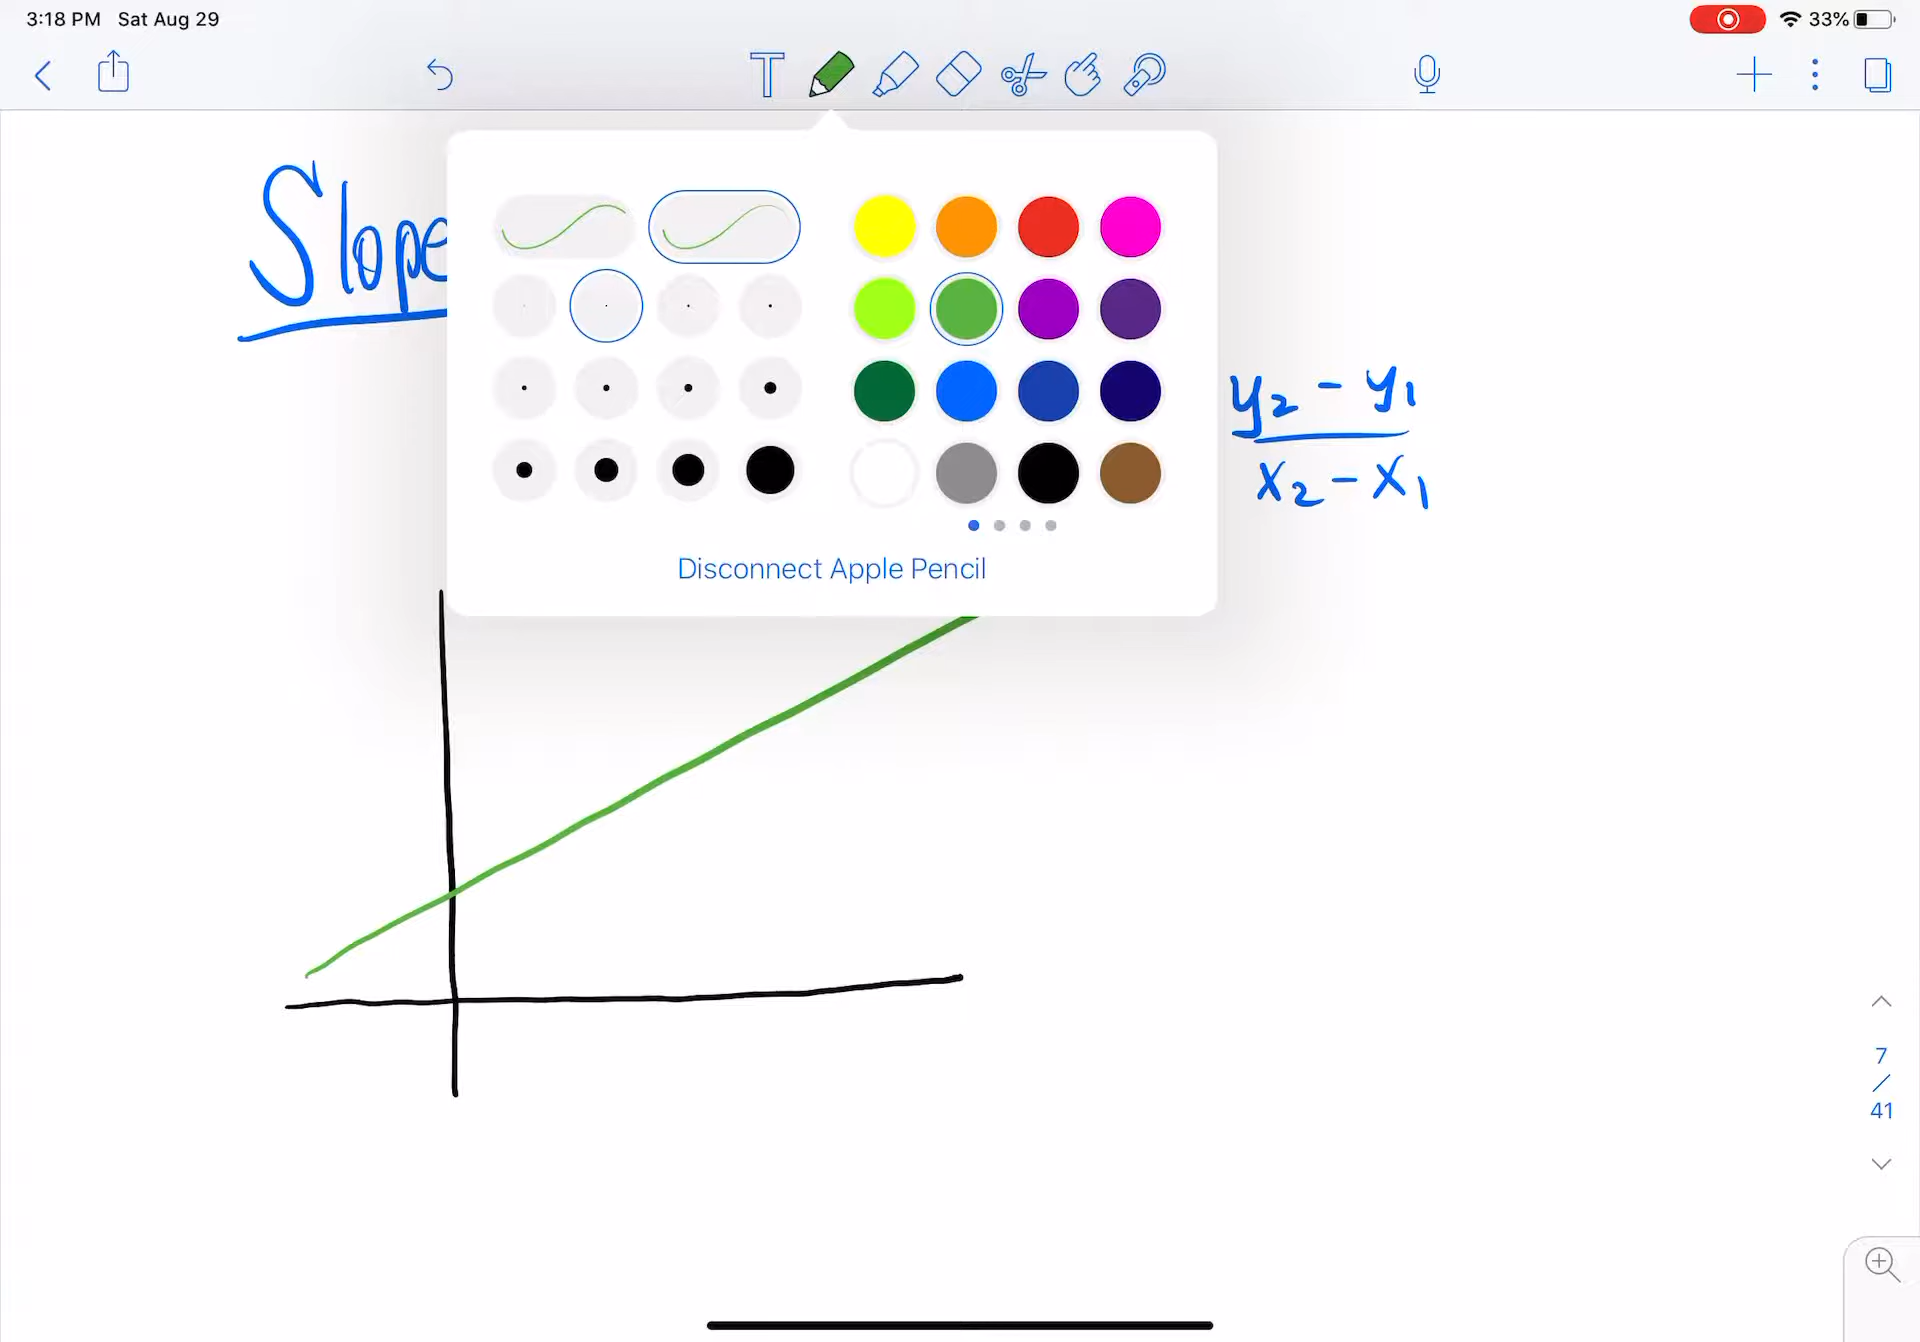 3:18 PM Sat Aug 29
33%
T
Slope
y₂ - y₁
x₂ - x₁
Disconnect Apple Pencil
7
/
41